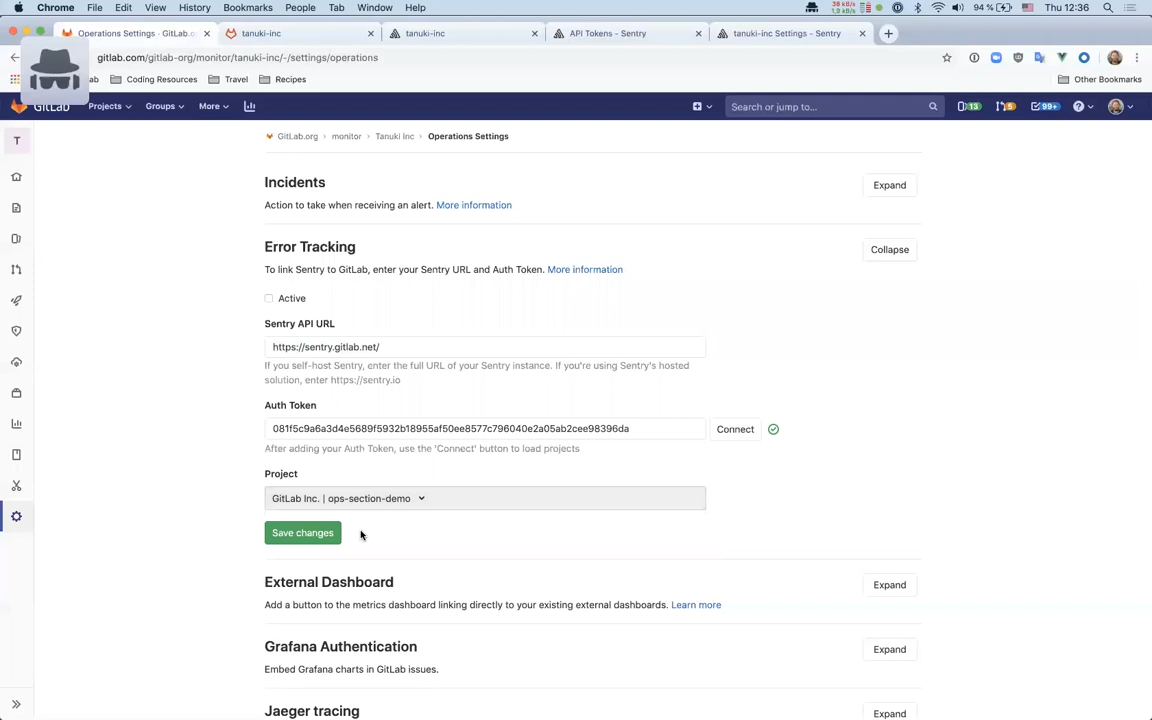 Chrome File Edit View History Bookmarks People Tab Window Help 94 % Thu 12:36
Operations Settings · GitLab.o tanuki-inc tanuki-inc API Tokens - Sentry tanuki-inc Settings - Sentry
gitlab.com/gitlab-org/monitor/tanuki-inc/-/settings/operations
Coding Resources Travel Recipes Other Bookmarks
GitLab Projects Groups More Search or jump to... 13 5 99+
T
GitLab.org › monitor › Tanuki Inc › Operations Settings
Incidents
Expand
Action to take when receiving an alert. More information
Error Tracking
Collapse
To link Sentry to GitLab, enter your Sentry URL and Auth Token. More information
Active
Sentry API URL
https://sentry.gitlab.net/
If you self-host Sentry, enter the full URL of your Sentry instance. If you're using Sentry's hosted
solution, enter https://sentry.io
Auth Token
081f5c9a6a3d4e5689f5932b18955af50ee8577c796040e2a05ab2cee98396da Connect
After adding your Auth Token, use the 'Connect' button to load projects
Project
GitLab Inc. | ops-section-demo
Save changes
External Dashboard
Expand
Add a button to the metrics dashboard linking directly to your existing external dashboards. Learn more
Grafana Authentication
Expand
Embed Grafana charts in GitLab issues.
Jaeger tracing
Expand